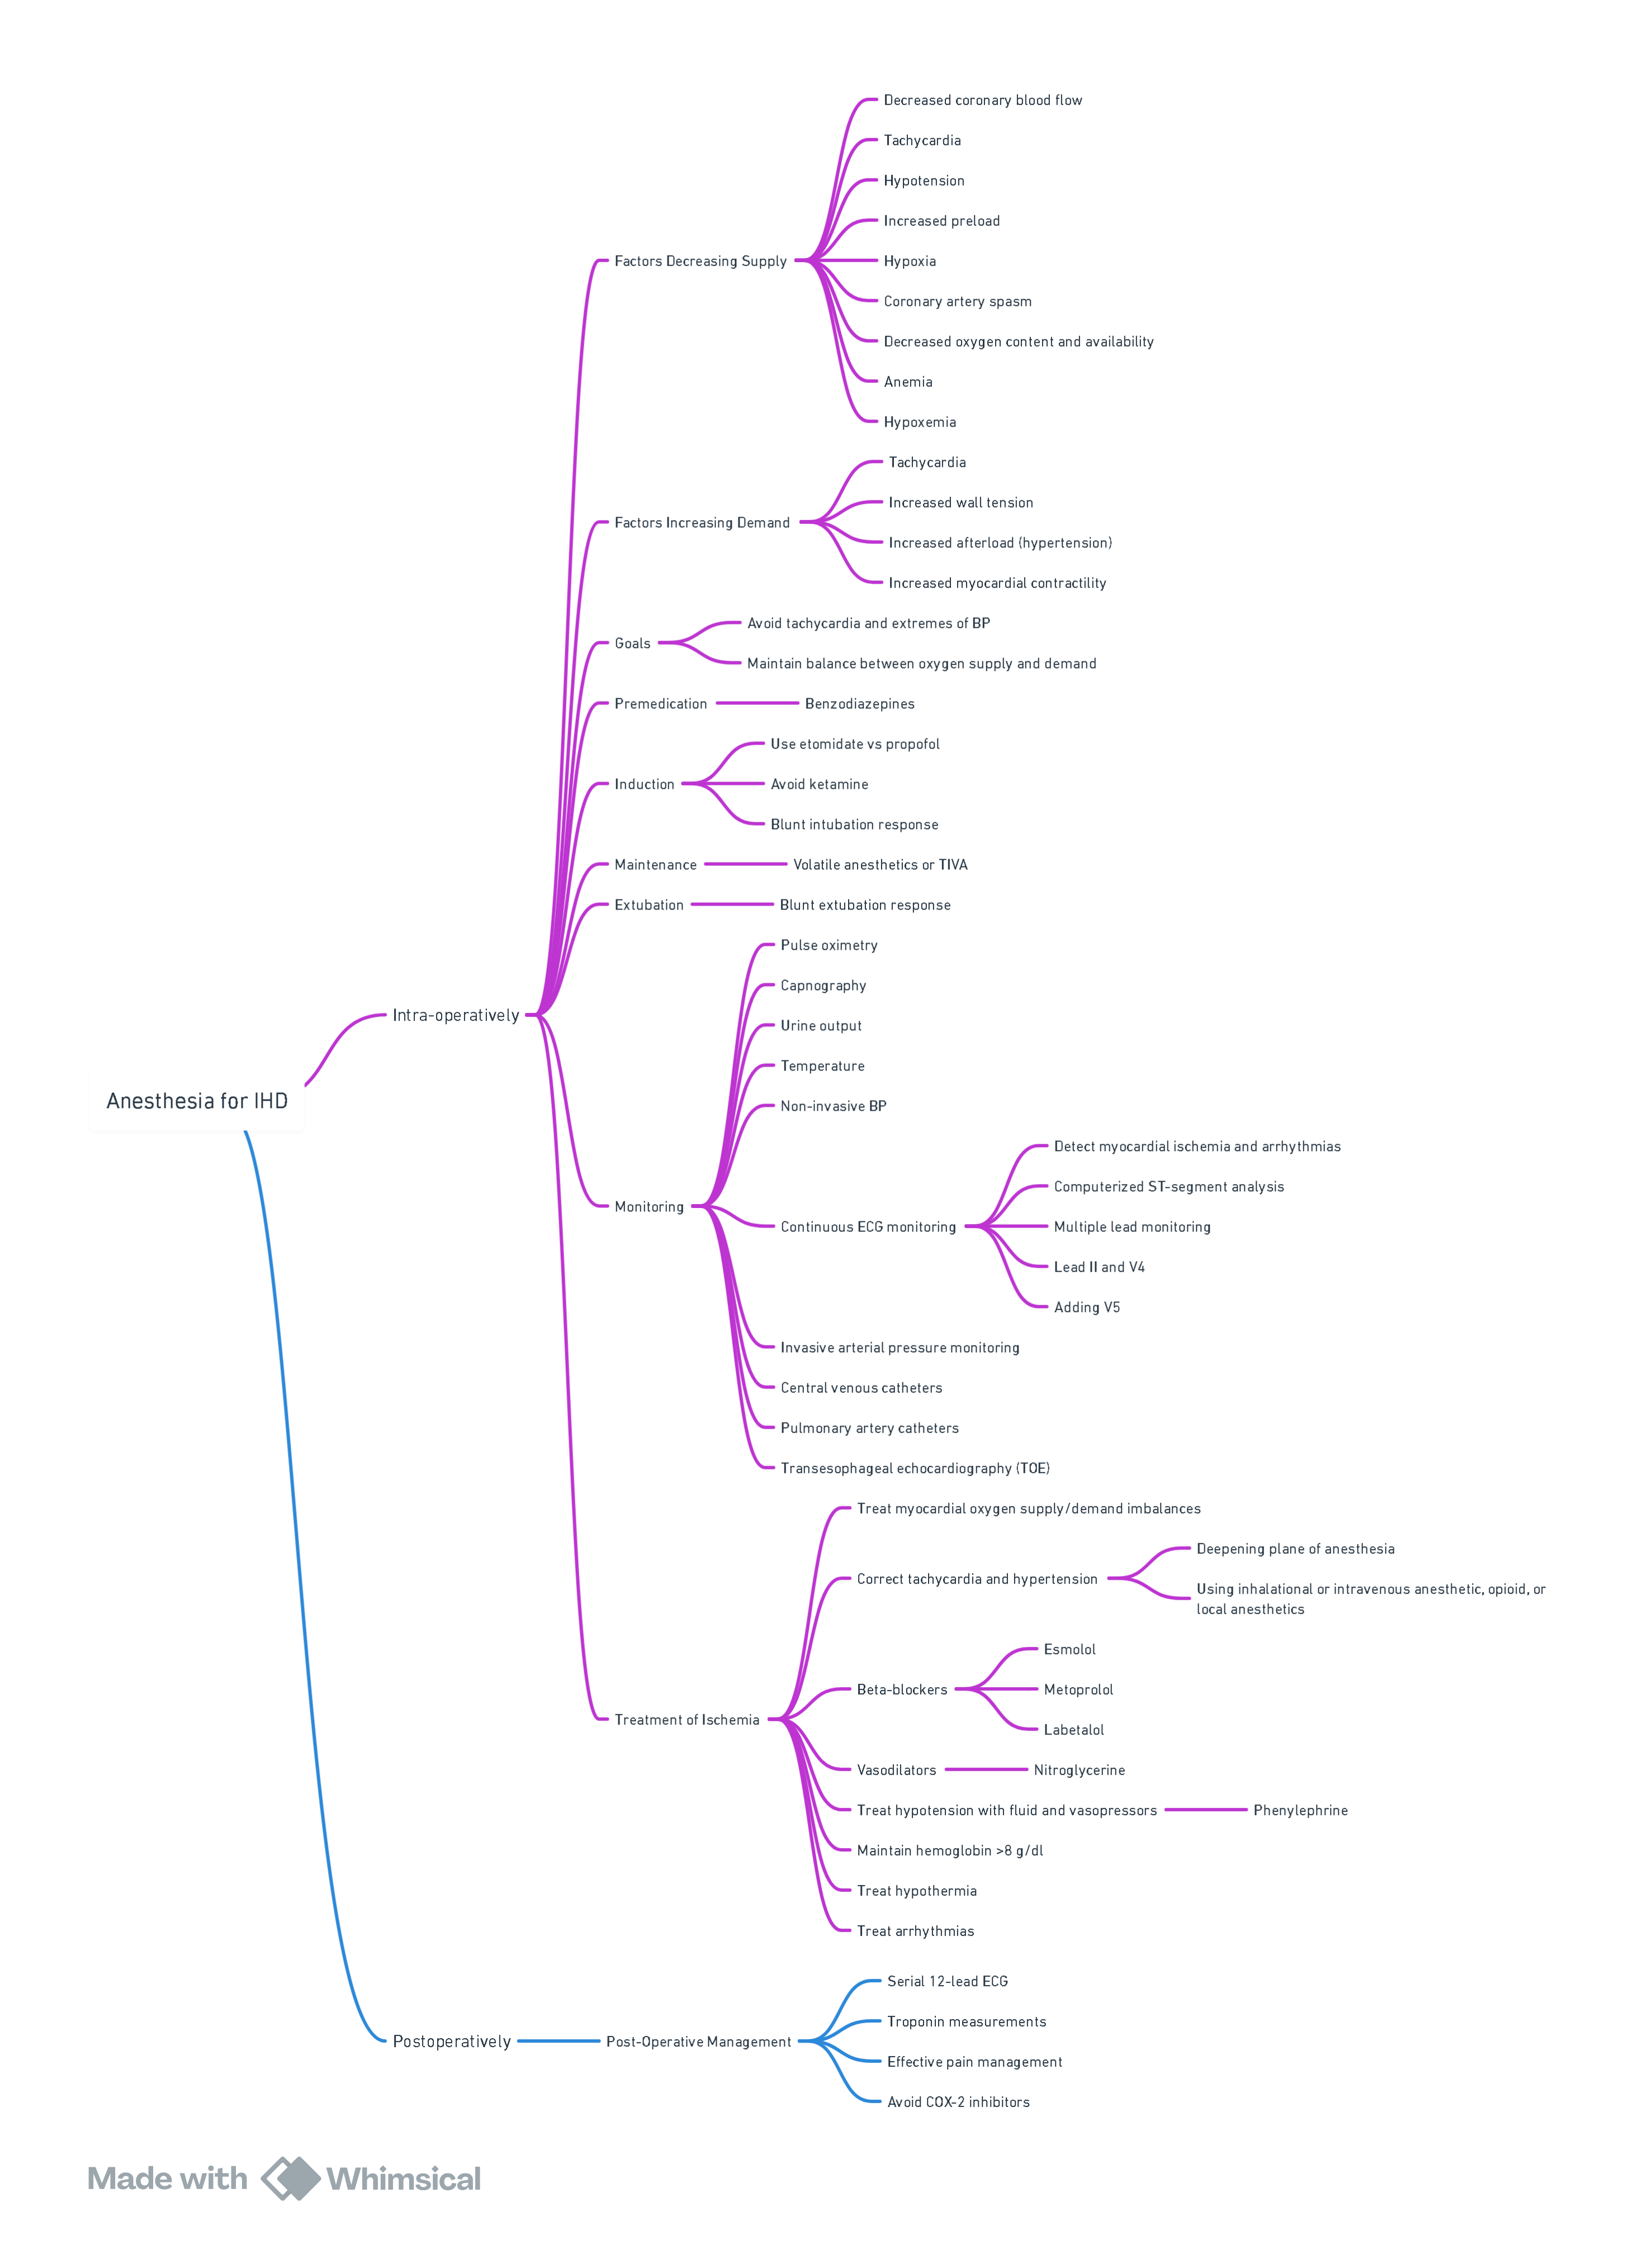 Anesthesia for IHD
Intra-operatively
Factors Decreasing Supply
Decreased coronary blood flow
Tachycardia
Hypotension
Increased preload
Hypoxia
Coronary artery spasm
Decreased oxygen content and availability
Anemia
Hypoxemia
Factors Increasing Demand
Tachycardia
Increased wall tension
Increased afterload (hypertension)
Increased myocardial contractility
Goals
Avoid tachycardia and extremes of BP
Maintain balance between oxygen supply and demand
Premedication
Benzodiazepines
Induction
Use etomidate vs propofol
Avoid ketamine
Blunt intubation response
Maintenance
Volatile anesthetics or TIVA
Extubation
Blunt extubation response
Monitoring
Pulse oximetry
Capnography
Urine output
Temperature
Non-invasive BP
Continuous ECG monitoring
Detect myocardial ischemia and arrhythmias
Computerized ST-segment analysis
Multiple lead monitoring
Lead II and V4
Adding V5
Invasive arterial pressure monitoring
Central venous catheters
Pulmonary artery catheters
Transesophageal echocardiography (TOE)
Treatment of Ischemia
Treat myocardial oxygen supply/demand imbalances
Correct tachycardia and hypertension
Deepening plane of anesthesia
Using inhalational or intravenous anesthetic, opioid, or
local anesthetics
Beta-blockers
Esmolol
Metoprolol
Labetalol
Vasodilators
Nitroglycerine
Treat hypotension with fluid and vasopressors
Phenylephrine
Maintain hemoglobin >8 g/dl
Treat hypothermia
Treat arrhythmias
Postoperatively
Post-Operative Management
Serial 12-lead ECG
Troponin measurements
Effective pain management
Avoid COX-2 inhibitors
Made with Whimsical